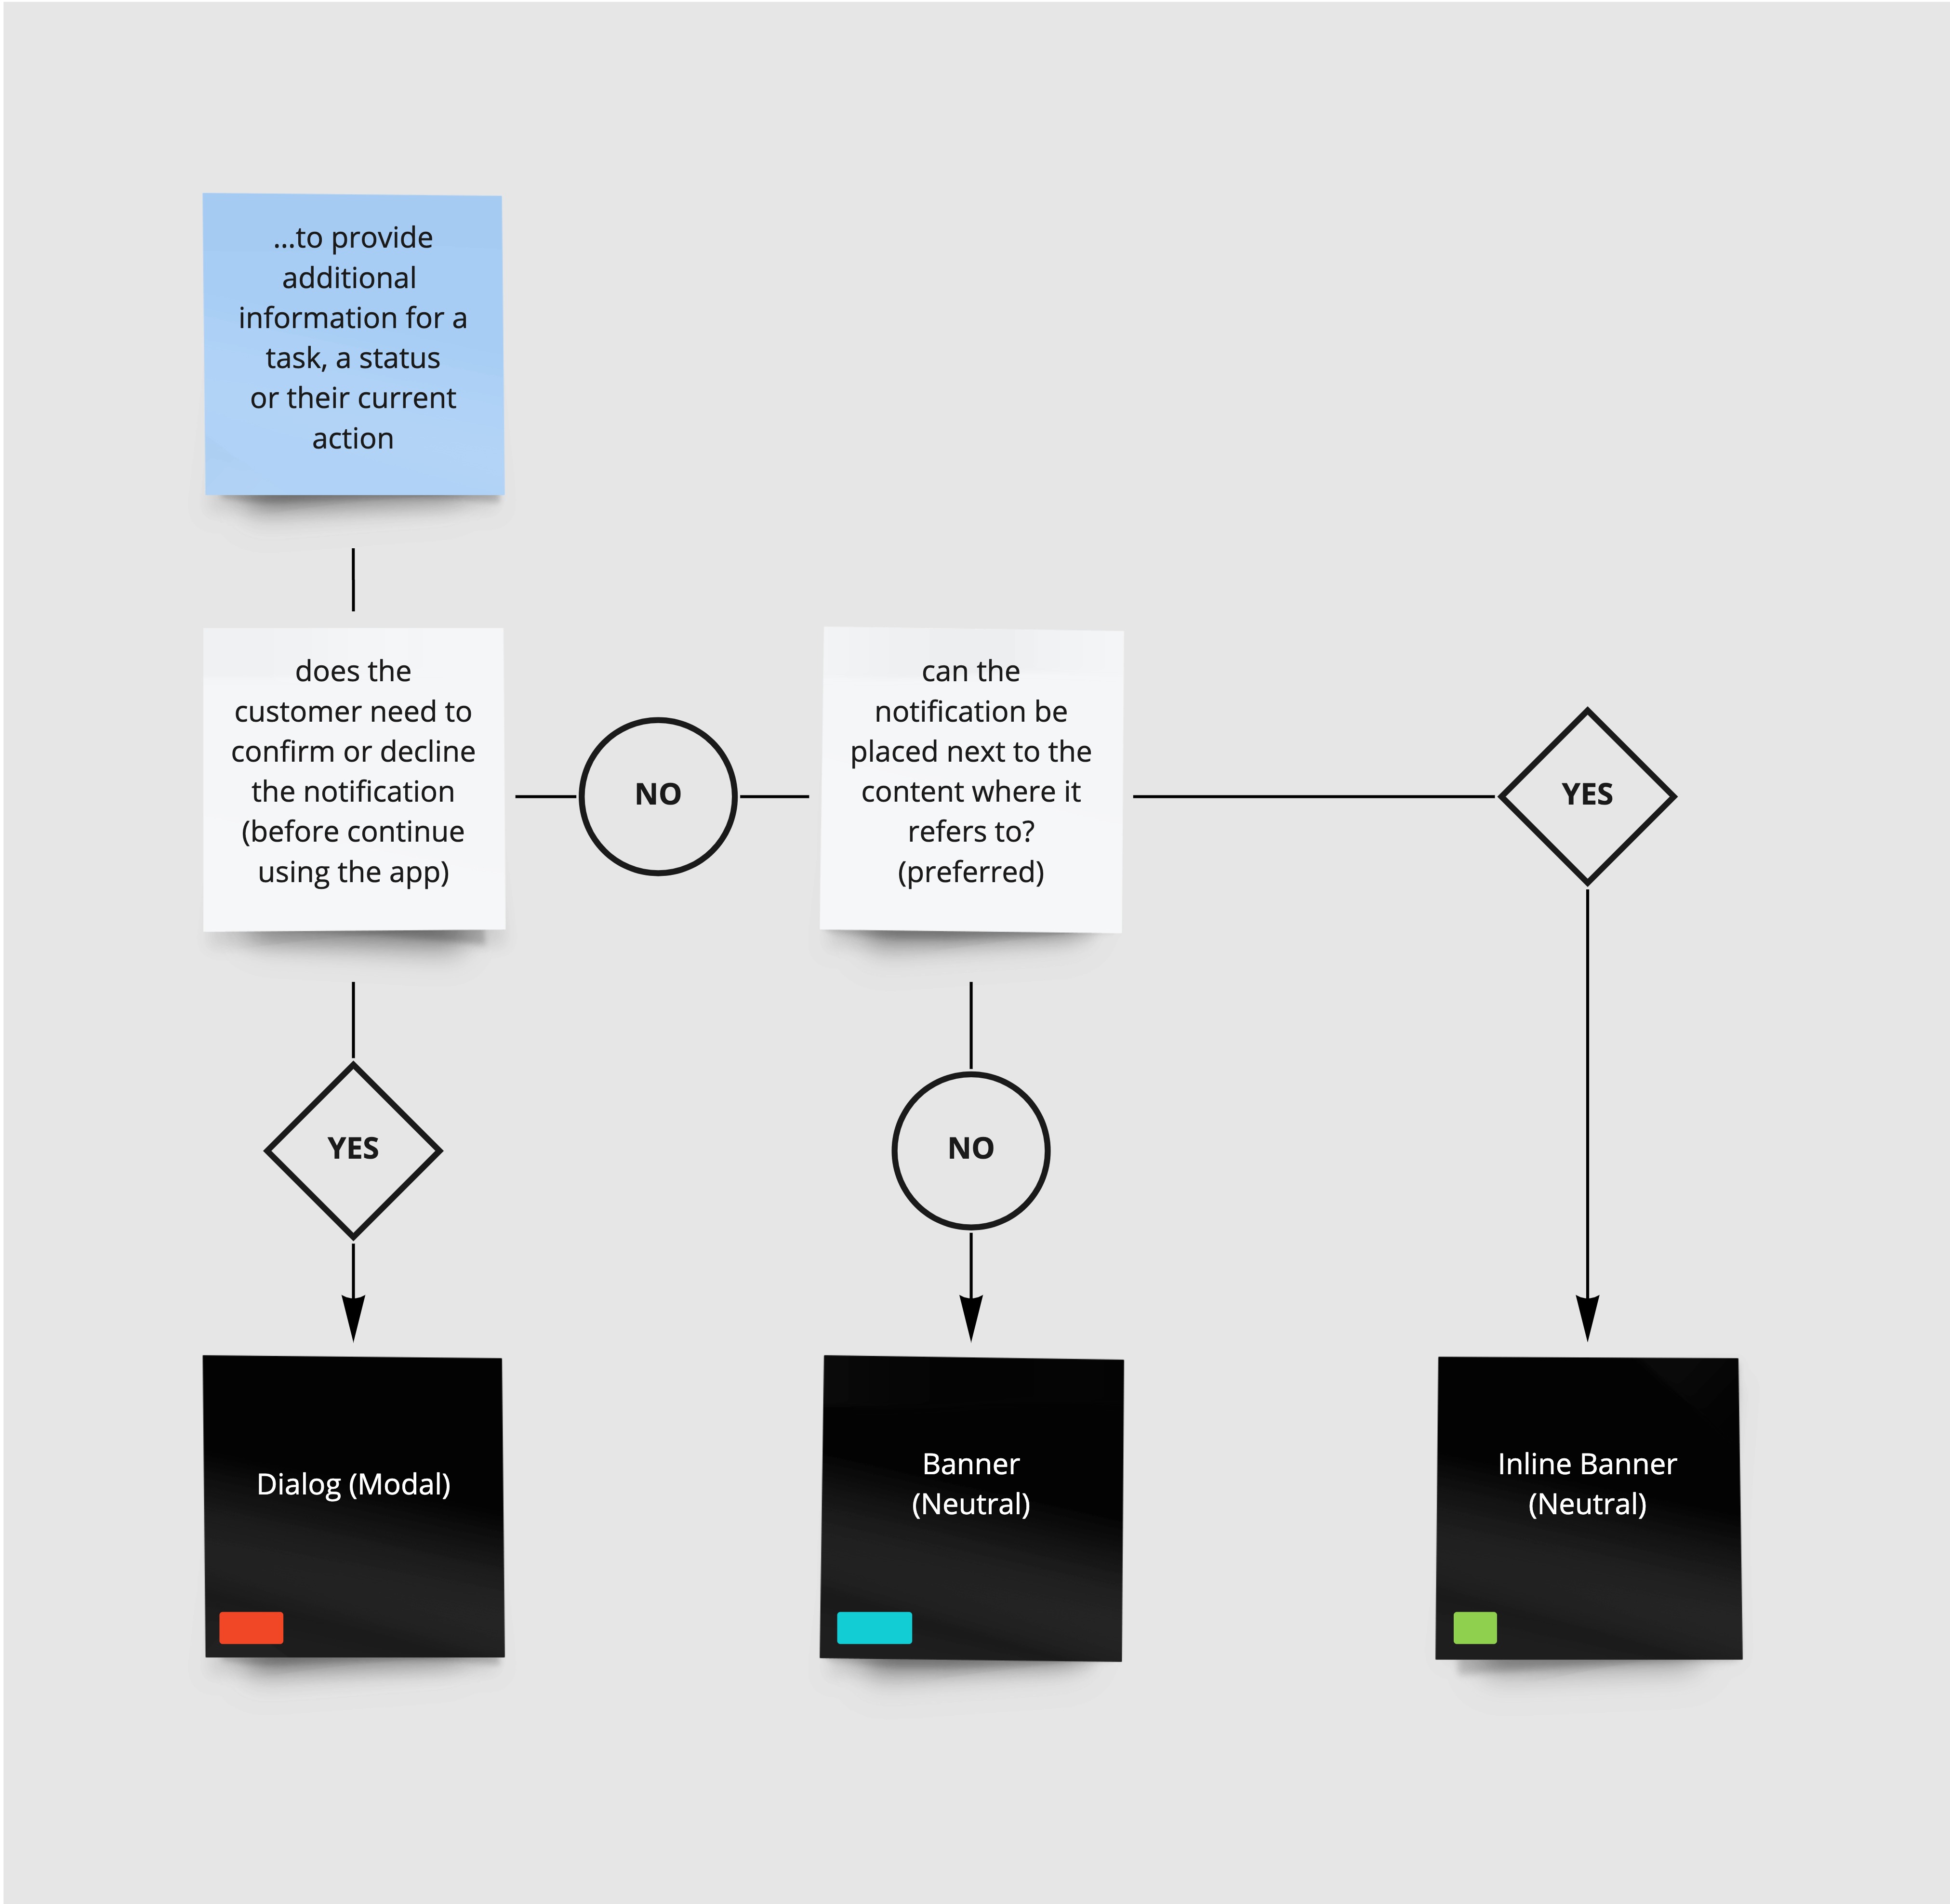 ...to provide
additional
information for a
task, a status
or their current
action
does the
customer need to
confirm or decline
the notification
(before continue
using the app)
NO
can the
notification be
placed next to the
content where it
refers to?
(preferred)
YES
YES
NO
Dialog (Modal)
Banner
(Neutral)
Inline Banner
(Neutral)